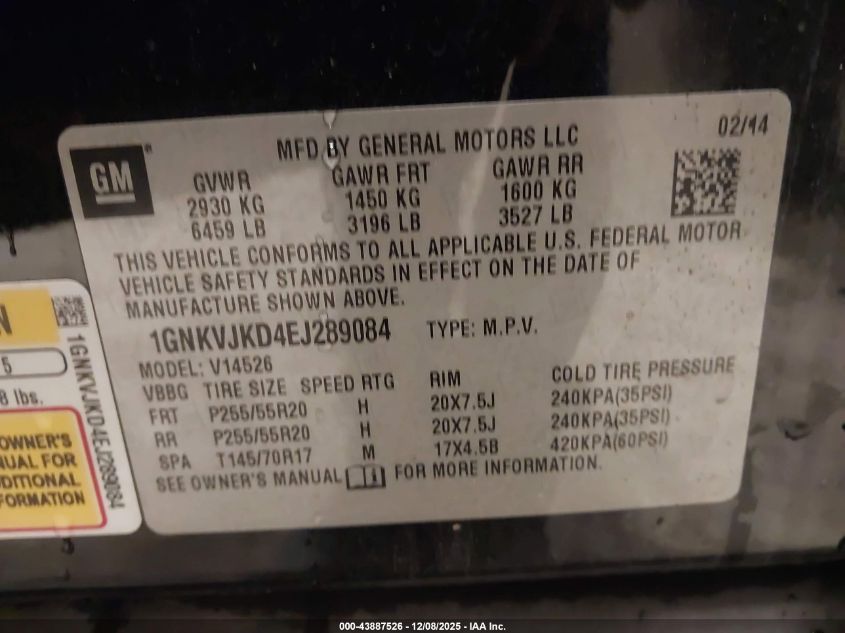 MFD BY GENERAL MOTORS LLC
02/14
GM
GVWR GAWR FRT GAWR RR
2930 KG 1450 KG 1600 KG
6459 LB 3196 LB 3527 LB
THIS VEHICLE CONFORMS TO ALL APPLICABLE U.S. FEDERAL MOTOR
VEHICLE SAFETY STANDARDS IN EFFECT ON THE DATE OF
MANUFACTURE SHOWN ABOVE.
1GNKVJKD4EJ289084 TYPE: M.P.V.
MODEL: V14526
VBBG TIRE SIZE SPEED RTG RIM COLD TIRE PRESSURE
FRT P255/55R20 H 20X7.5J 240KPA(35PSI)
RR P255/55R20 H 20X7.5J 240KPA(35PSI)
SPA T145/70R17 M 17X4.5B 420KPA(60PSI)
SEE OWNER'S MANUAL FOR MORE INFORMATION.
N
5
8 lbs.
OWNER'S
UAL FOR
DITIONAL
FORMATION
1GNKVJKD4EJ289084
000-43887526 - 12/08/2025 - IAA Inc.